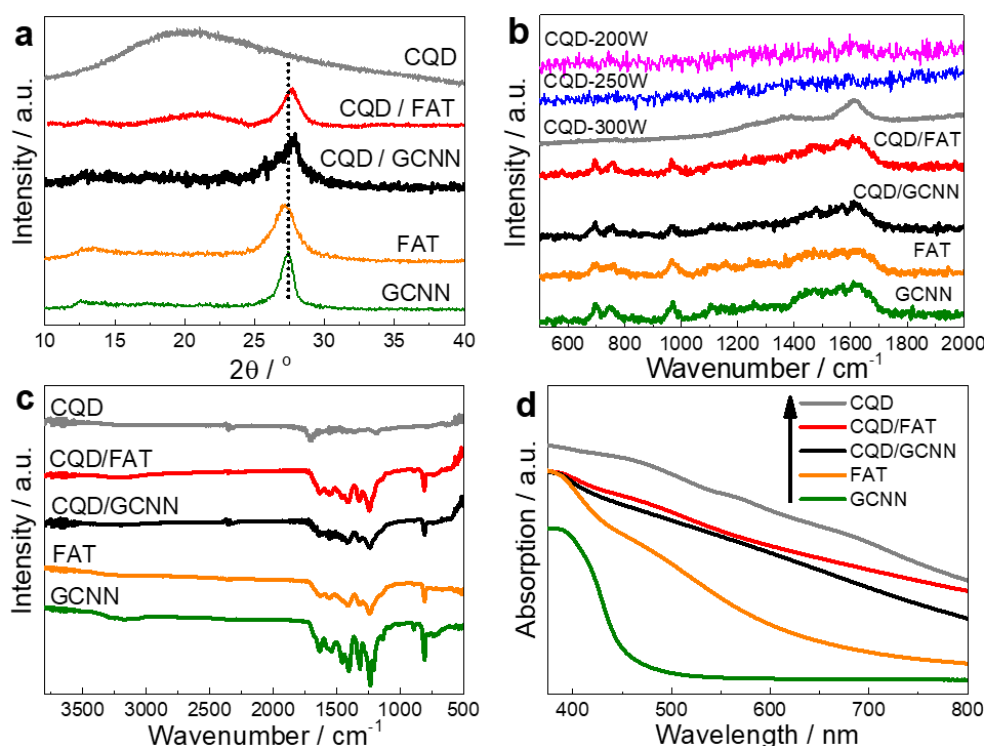 a
CQD
CQD / FAT
CQD / GCNN
FAT
GCNN
Intensity / a.u.
10 15 20 25 30 35 40
2θ / °
b
CQD-200W
CQD-250W
CQD-300W
CQD/FAT
CQD/GCNN
FAT
GCNN
Intensity / a.u.
600 800 1000 1200 1400 1600 1800 2000
Wavenumber / cm⁻¹
c
CQD
CQD/FAT
CQD/GCNN
FAT
GCNN
Intensity / a.u.
3500 3000 2500 2000 1500 1000 500
Wavenumber / cm⁻¹
d
CQD
CQD/FAT
CQD/GCNN
FAT
GCNN
Absorption / a.u.
400 500 600 700 800
Wavelength / nm